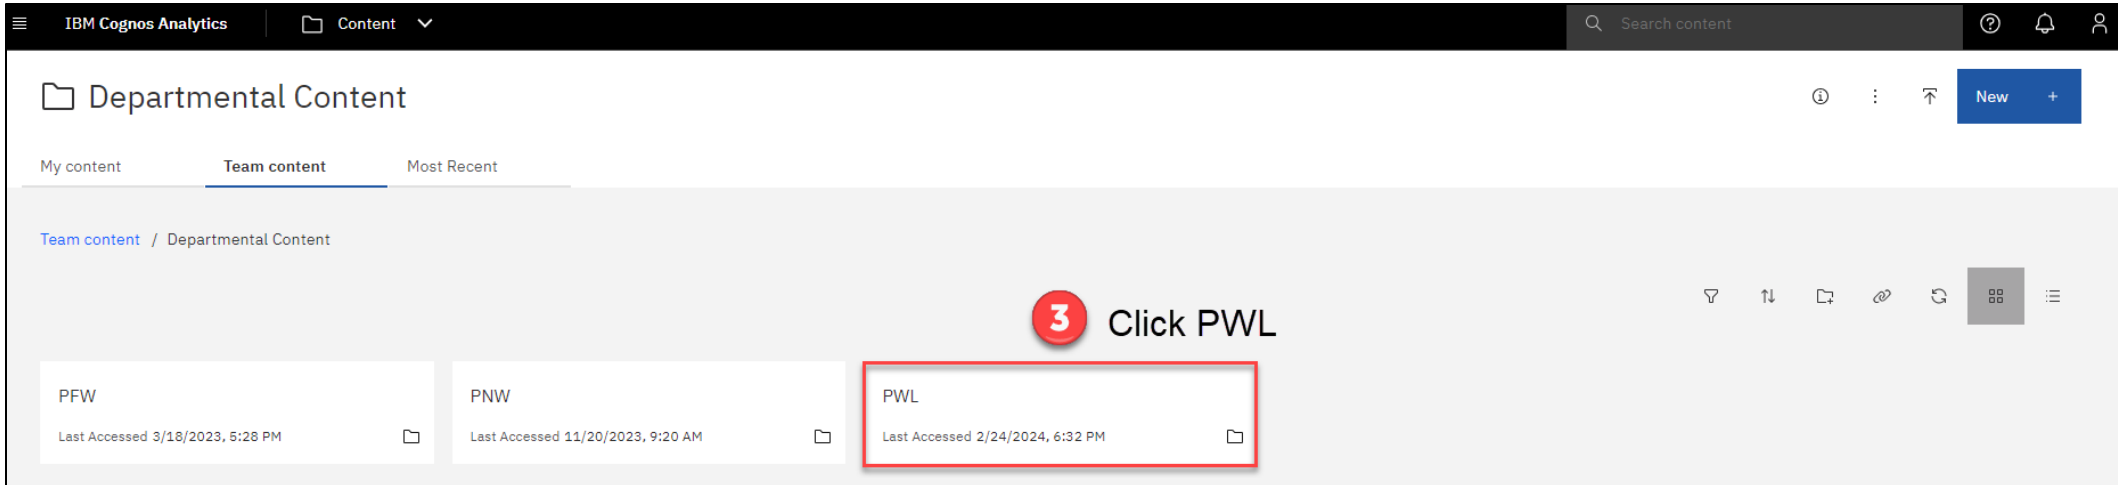 IBM Cognos Analytics Content Search content
Departmental Content New +
My content Team content Most Recent
Team content / Departmental Content
3 Click PWL
PFW PNW PWL
Last Accessed 3/18/2023, 5:28 PM Last Accessed 11/20/2023, 9:20 AM Last Accessed 2/24/2024, 6:32 PM